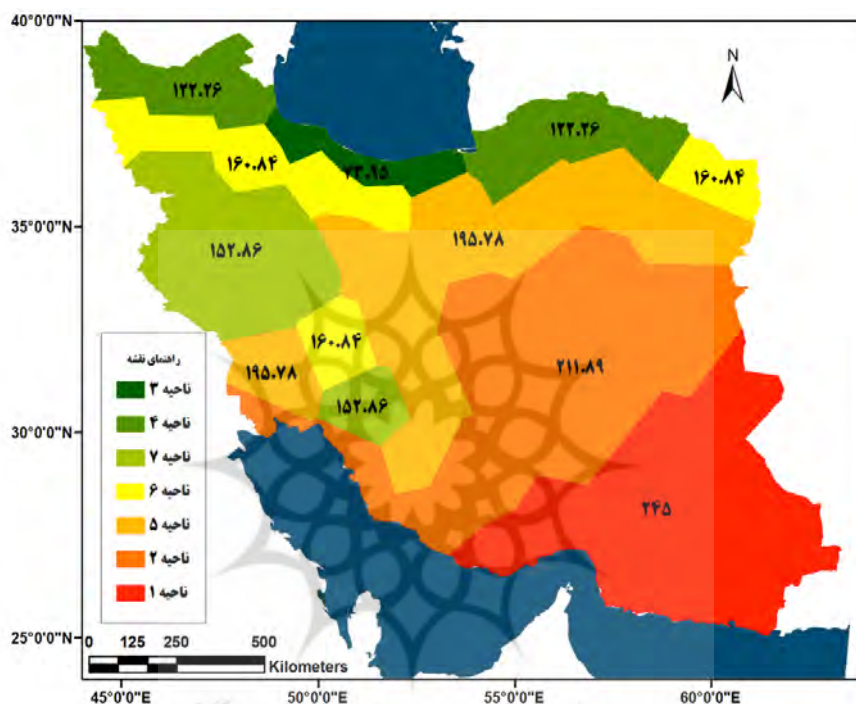 40°0'0"N
N
۱۲۲.۲۶
۱۲۲.۲۶
۱۶۰.۸۴
۷۳.۹۵
۱۶۰.۸۴
35°0'0"N
۱۹۵.۷۸
۱۵۲.۸۶
۱۶۰.۸۴
راهنمای نقشه
۱۹۵.۷۸
۲۱۱.۸۹
ناحیه ۳
۱۵۲.۸۶
ناحیه ۴
30°0'0"N
ناحیه ۷
ناحیه ۶
ناحیه ۵
۲۴۵
ناحیه ۲
ناحیه ۱
25°0'0"N
0 125 250 500
Kilometers
45°0'0"E 50°0'0"E 55°0'0"E 60°0'0"E